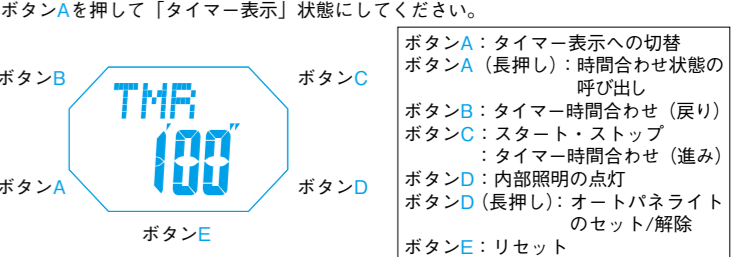 ボタンAを押して「タイマー表示」状態にしてください。
ボタンB
ボタンC
TMR
1'00"
ボタンA
ボタンD
ボタンE
ボタンA：タイマー表示への切替
ボタンA（長押し）：時間合わせ状態の
呼び出し
ボタンB：タイマー時間合わせ（戻り）
ボタンC：スタート・ストップ
：タイマー時間合わせ（進み）
ボタンD：内部照明の点灯
ボタンD（長押し）：オートパネライト
のセット/解除
ボタンE：リセット